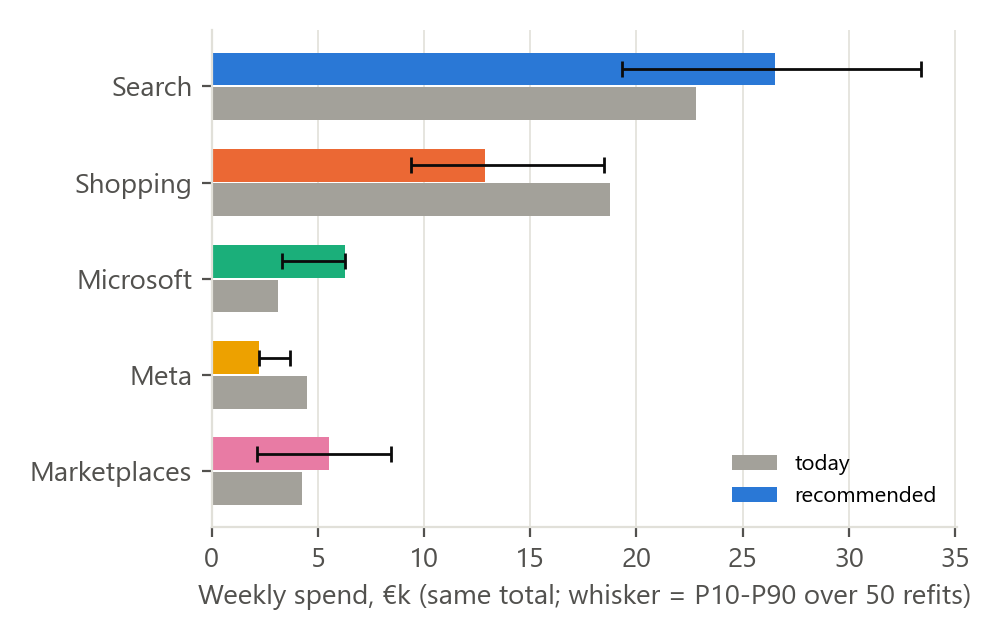 Search
Shopping
Microsoft
Meta
Marketplaces
today
recommended
0 5 10 15 20 25 30 35
Weekly spend, €k (same total; whisker = P10-P90 over 50 refits)